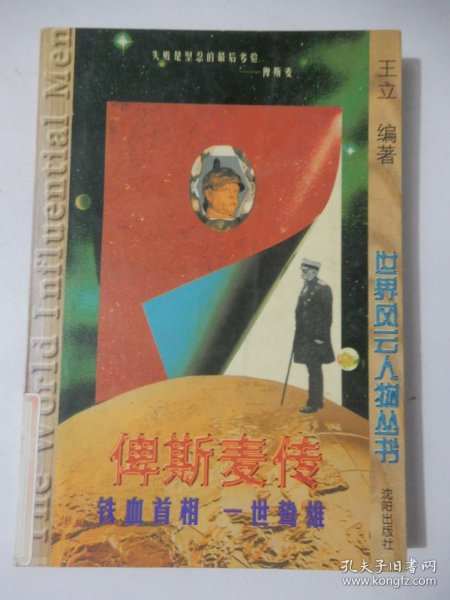 失败是坚忍的最后考验
——俾斯麦
王立 编著
The World Influential Men
世界风云人物丛书
俾斯麦传
铁血首相 一世鸷雄
沈阳出版社
孔夫子旧书网
www.kongfz.com